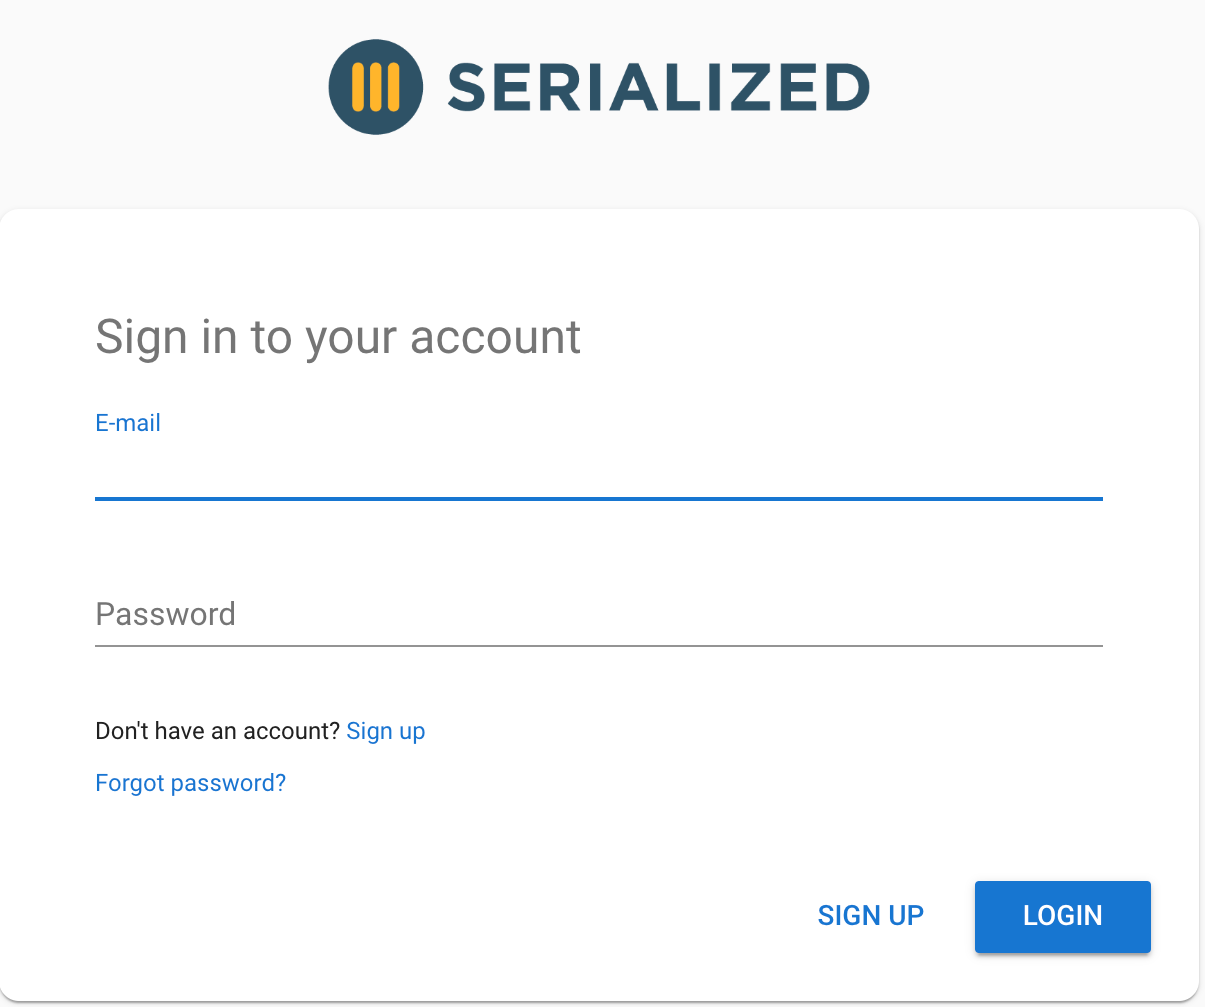 SERIALIZED
Sign in to your account
E-mail
Password
Don't have an account? Sign up
Forgot password?
SIGN UP
LOGIN